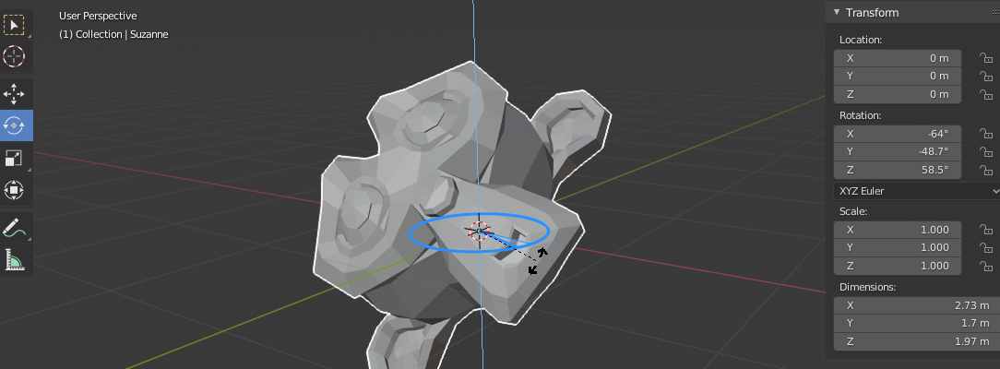 User Perspective
(1) Collection | Suzanne
Transform
Location:
X 0 m
Y 0 m
Z 0 m
Rotation:
X -64°
Y -48.7°
Z 58.5°
XYZ Euler
Scale:
X 1.000
Y 1.000
Z 1.000
Dimensions:
X 2.73 m
Y 1.7 m
Z 1.97 m